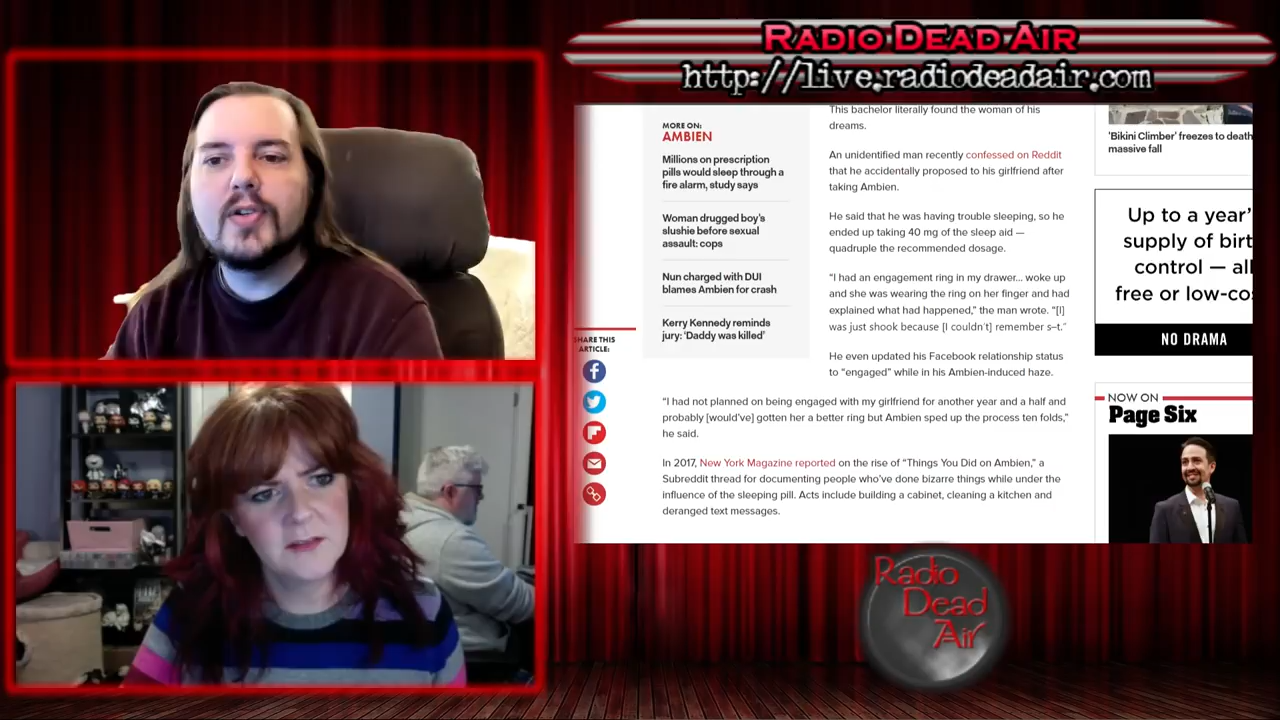 Radio Dead Air
http://live.radiodeadair.com
MORE ON:
AMBIEN
Millions on prescription
pills would sleep through a
fire alarm, study says
Woman drugged boy's
slushie before sexual
assault: cops
Nun charged with DUI
blames Ambien for crash
Kerry Kennedy reminds
jury: 'Daddy was killed'
SHARE THIS
ARTICLE:
This bachelor literally found the woman of his
dreams.
An unidentified man recently confessed on Reddit
that he accidentally proposed to his girlfriend after
taking Ambien.
He said that he was having trouble sleeping, so he
ended up taking 40 mg of the sleep aid —
quadruple the recommended dosage.
“I had an engagement ring in my drawer… woke up
and she was wearing the ring on her finger and had
explained what had happened,” the man wrote. “[I]
was just shook because [I couldn’t] remember s–t.”
He even updated his Facebook relationship status
to “engaged” while in his Ambien-induced haze.
“I had not planned on being engaged with my girlfriend for another year and a half and
probably [would’ve] gotten her a better ring but Ambien sped up the process ten folds,”
he said.
In 2017, New York Magazine reported on the rise of “Things You Did on Ambien,” a
Subreddit thread for documenting people who’ve done bizarre things while under the
influence of the sleeping pill. Acts include building a cabinet, cleaning a kitchen and
deranged text messages.
'Bikini Climber' freezes to death
massive fall
Up to a year'
supply of birt
control — all
free or low-co
NO DRAMA
NOW ON
Page Six
Radio
Dead
Air